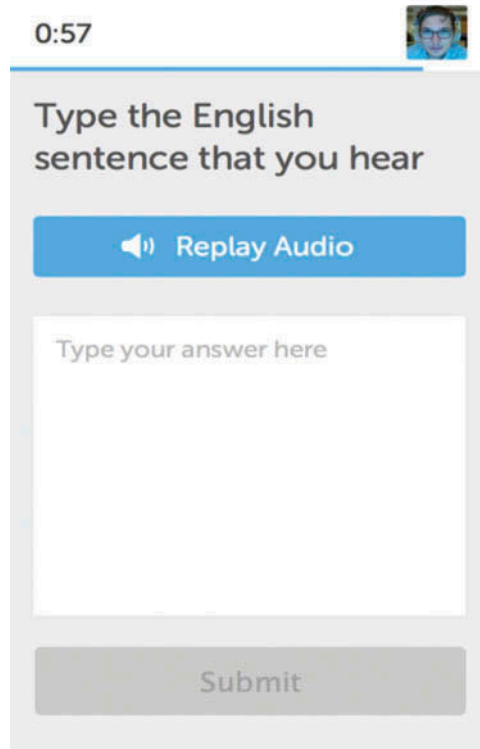 0:57
Type the English
sentence that you hear
Replay Audio
Type your answer here
Submit